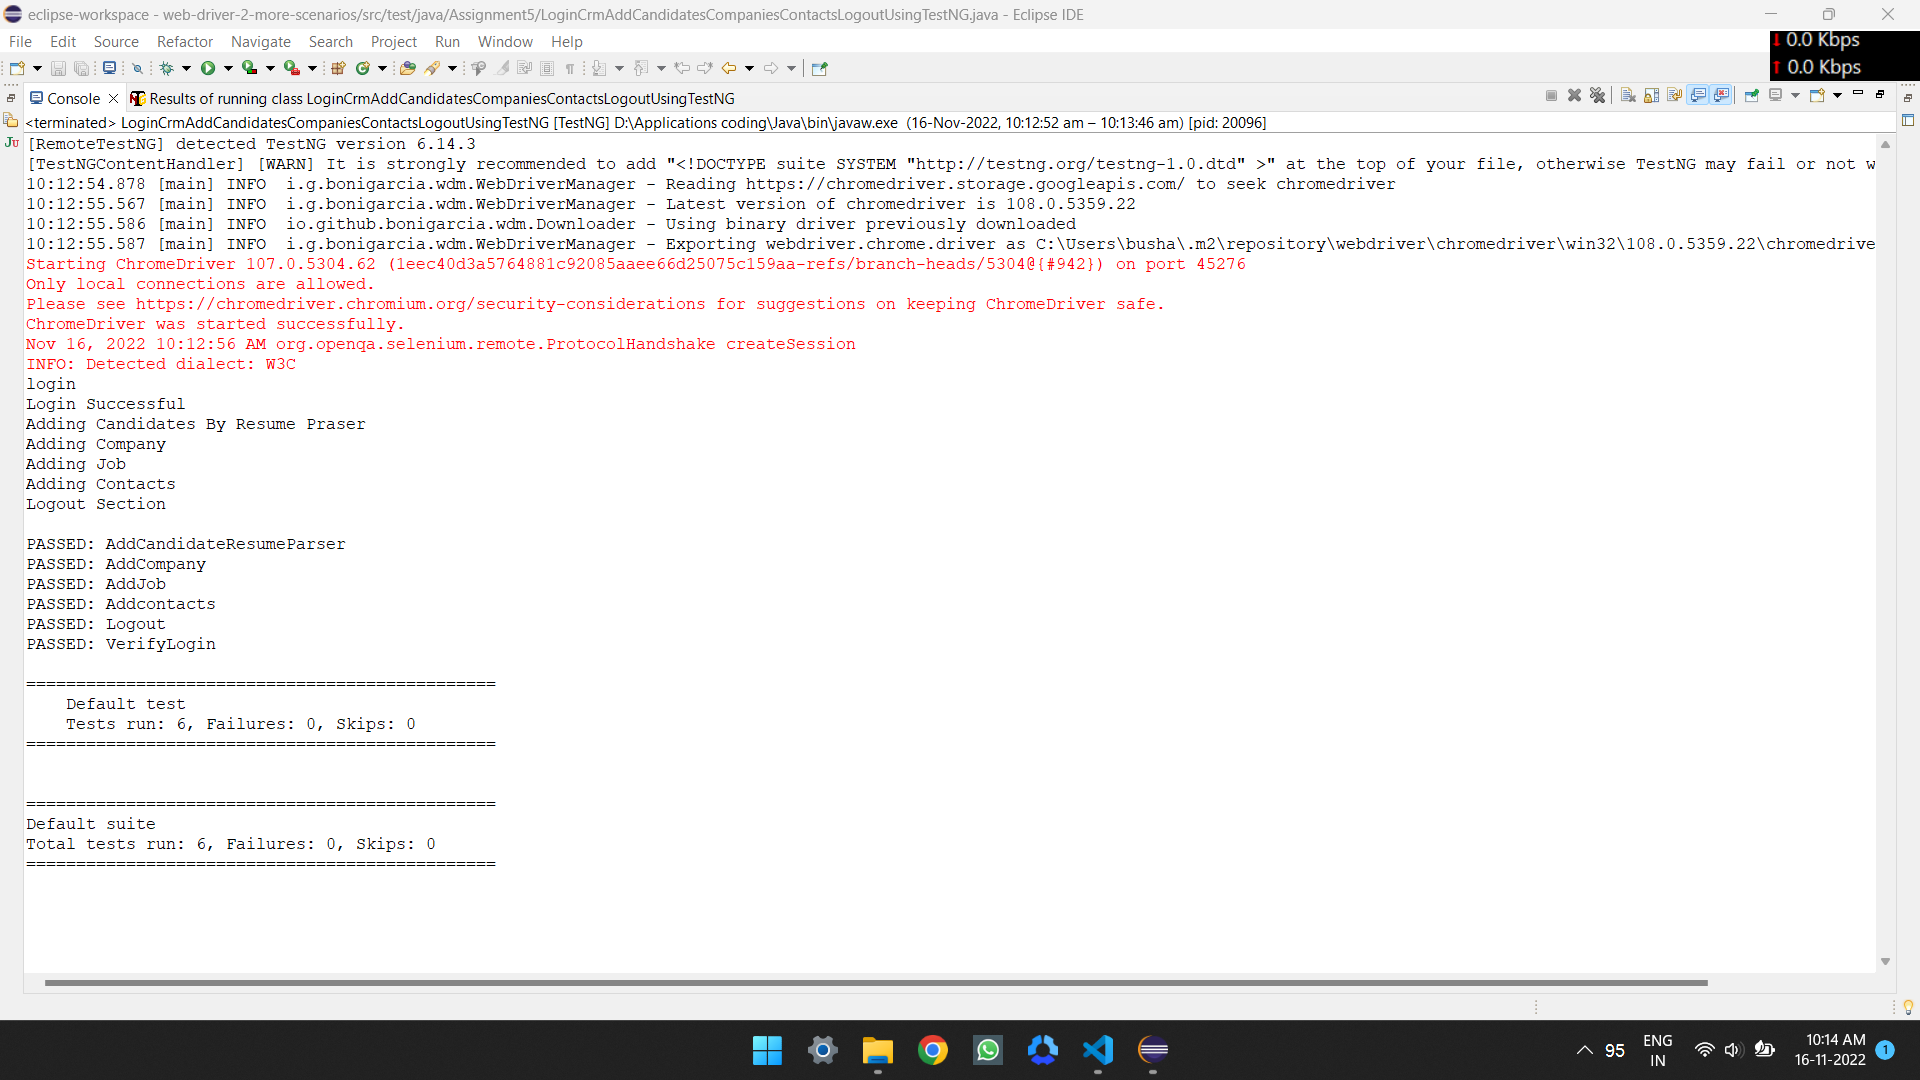 eclipse-workspace - web-driver-2-more-scenarios/src/test/java/Assignment5/LoginCrmAddCandidatesCompaniesContactsLogoutUsingTestNG.java - Eclipse IDE
File Edit Source Refactor Navigate Search Project Run Window Help
0.0 Kbps
0.0 Kbps
Console Results of running class LoginCrmAddCandidatesCompaniesContactsLogoutUsingTestNG
<terminated> LoginCrmAddCandidatesCompaniesContactsLogoutUsingTestNG [TestNG] D:\Applications coding\Java\bin\javaw.exe (16-Nov-2022, 10:12:52 am – 10:13:46 am) [pid: 20096]
[RemoteTestNG] detected TestNG version 6.14.3
[TestNGContentHandler] [WARN] It is strongly recommended to add "<!DOCTYPE suite SYSTEM "http://testng.org/testng-1.0.dtd" >" at the top of your file, otherwise TestNG may fail or not w
10:12:54.878 [main] INFO  i.g.bonigarcia.wdm.WebDriverManager - Reading https://chromedriver.storage.googleapis.com/ to seek chromedriver
10:12:55.567 [main] INFO  i.g.bonigarcia.wdm.WebDriverManager - Latest version of chromedriver is 108.0.5359.22
10:12:55.586 [main] INFO  io.github.bonigarcia.wdm.Downloader - Using binary driver previously downloaded
10:12:55.587 [main] INFO  i.g.bonigarcia.wdm.WebDriverManager - Exporting webdriver.chrome.driver as C:\Users\busha\.m2\repository\webdriver\chromedriver\win32\108.0.5359.22\chromedrive
Starting ChromeDriver 107.0.5304.62 (1eec40d3a5764881c92085aaee66d25075c159aa-refs/branch-heads/5304@{#942}) on port 45276
Only local connections are allowed.
Please see https://chromedriver.chromium.org/security-considerations for suggestions on keeping ChromeDriver safe.
ChromeDriver was started successfully.
Nov 16, 2022 10:12:56 AM org.openqa.selenium.remote.ProtocolHandshake createSession
INFO: Detected dialect: W3C
login
Login Successful
Adding Candidates By Resume Praser
Adding Company
Adding Job
Adding Contacts
Logout Section
PASSED: AddCandidateResumeParser
PASSED: AddCompany
PASSED: AddJob
PASSED: Addcontacts
PASSED: Logout
PASSED: VerifyLogin
===============================================
Default test
Tests run: 6, Failures: 0, Skips: 0
===============================================
===============================================
Default suite
Total tests run: 6, Failures: 0, Skips: 0
===============================================
95
ENG
IN
10:14 AM
16-11-2022
1